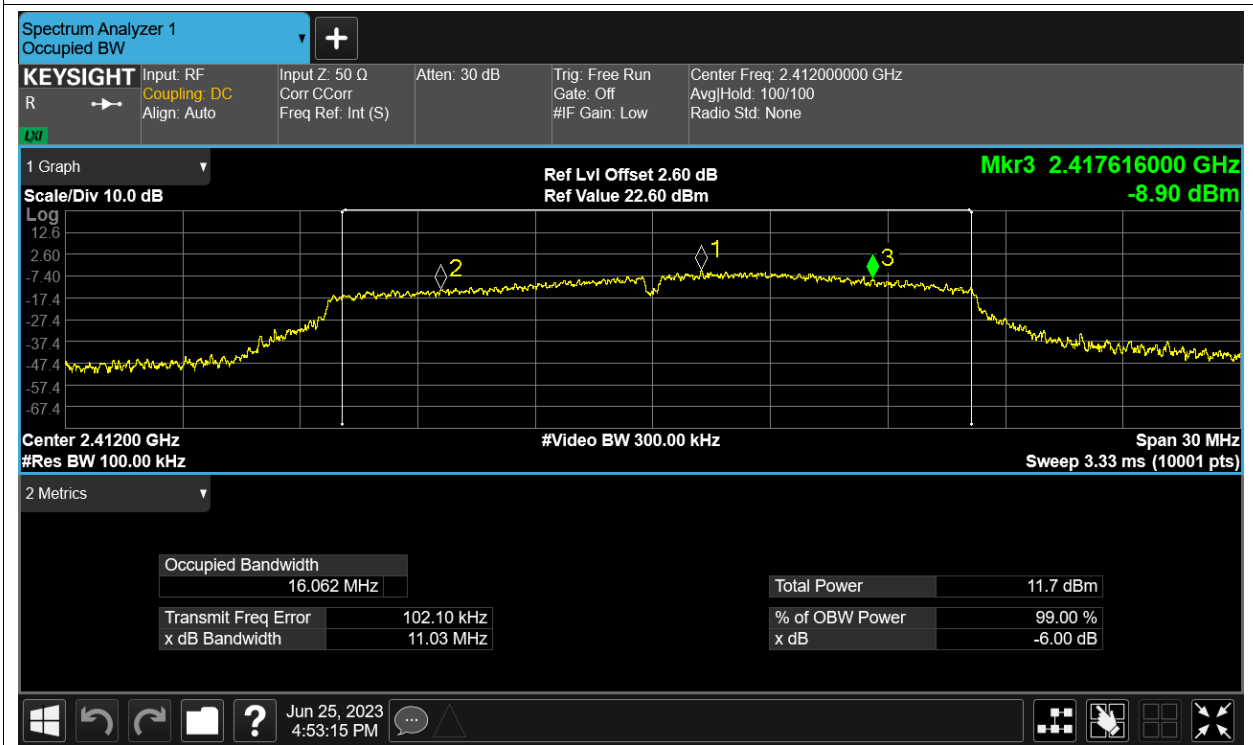 Spectrum Analyzer 1
Occupied BW
KEYSIGHT
R
LXI
Input: RF
Coupling: DC
Align: Auto
Input Z: 50 Ω
Corr CCorr
Freq Ref: Int (S)
Atten: 30 dB
Trig: Free Run
Gate: Off
#IF Gain: Low
Center Freq: 2.412000000 GHz
Avg|Hold: 100/100
Radio Std: None
1 Graph
Scale/Div 10.0 dB
Ref Lvl Offset 2.60 dB
Ref Value 22.60 dBm
Mkr3 2.417616000 GHz
-8.90 dBm
Log
12.6
2.60
-7.40
-17.4
-27.4
-37.4
-47.4
-57.4
-67.4
2
1
3
Center 2.41200 GHz
#Res BW 100.00 kHz
#Video BW 300.00 kHz
Span 30 MHz
Sweep 3.33 ms (10001 pts)
2 Metrics
Occupied Bandwidth
16.062 MHz
Transmit Freq Error 102.10 kHz
x dB Bandwidth 11.03 MHz
Total Power 11.7 dBm
% of OBW Power 99.00 %
x dB -6.00 dB
?
Jun 25, 2023
4:53:15 PM